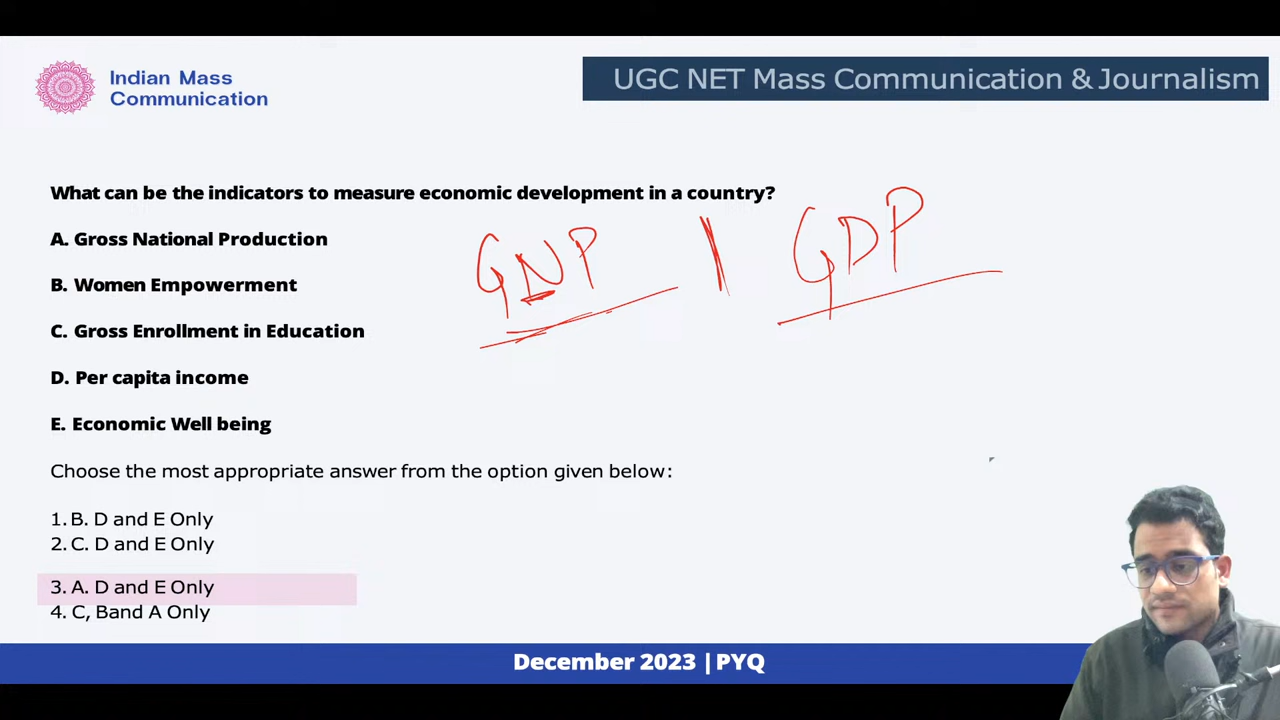 Indian Mass
Communication
UGC NET Mass Communication & Journalism
What can be the indicators to measure economic development in a country?
A. Gross National Production
B. Women Empowerment
C. Gross Enrollment in Education
D. Per capita income
E. Economic Well being
GNP | GDP
Choose the most appropriate answer from the option given below:
1. B. D and E Only
2. C. D and E Only
3. A. D and E Only
4. C, Band A Only
December 2023 | PYQ